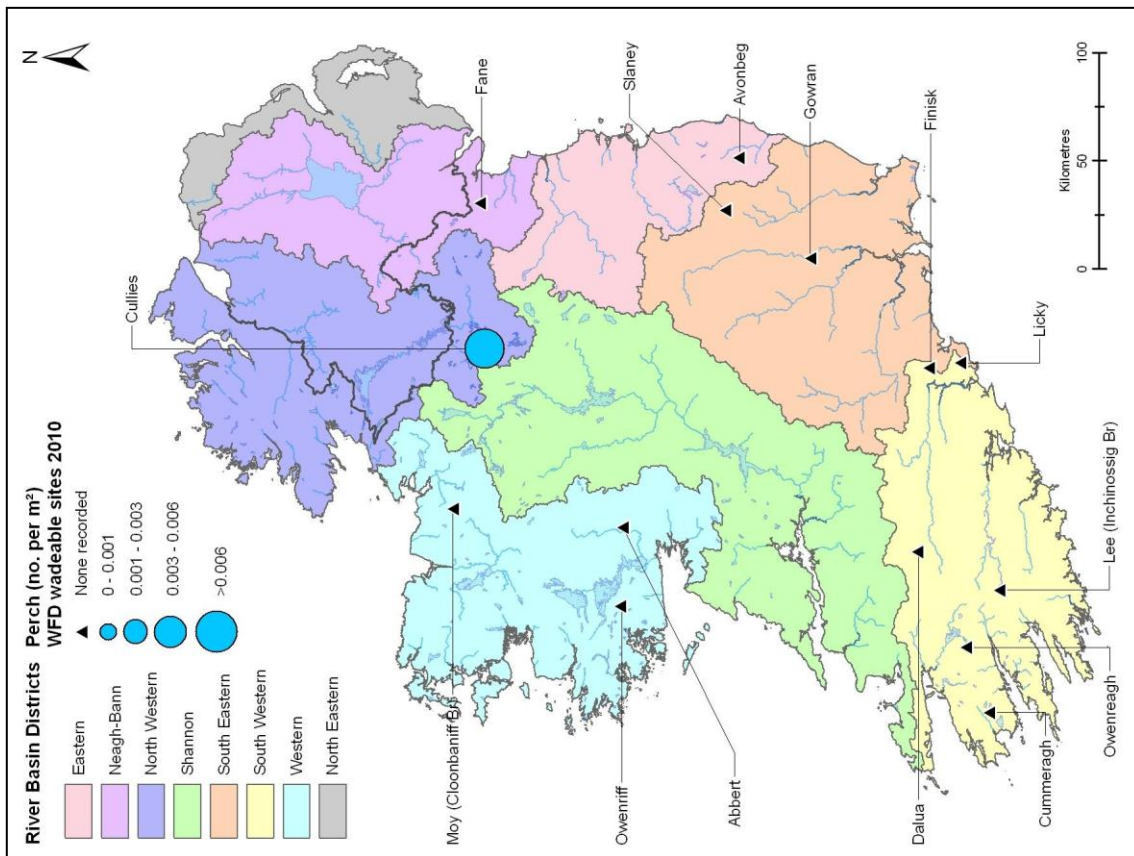 River Basin Districts
Eastern
Neagh-Bann
North Western
Shannon
South Eastern
South Western
Western
North Eastern
Perch (no. per m²)
WFD wadeable sites 2010
None recorded
0 - 0.001
0.001 - 0.003
0.003 - 0.006
>0.006
N
Cullies
Fane
Slaney
Avonbeg
Gowran
Finisk
Licky
Lee (Inchinossig Br)
Owenreagh
Cummeragh
Dalua
Abbert
Owenriff
Moy (Cloonbaniff Br)
0
50
100
Kilometres